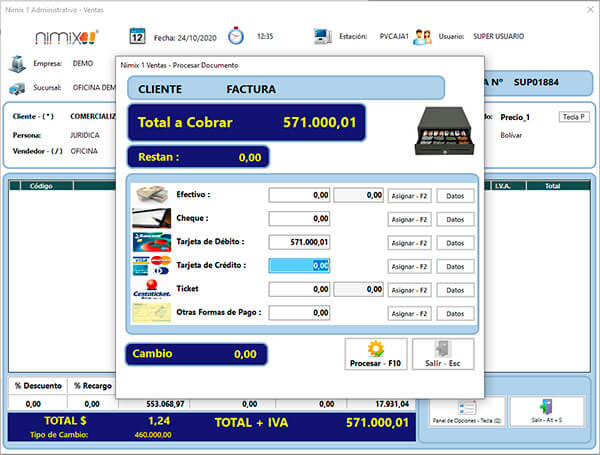 Nimix 1 Administrativo - Ventas
nimix
12
Fecha: 24/10/2020
12:35
Estación: PVCAJA1
Usuario: SUPER USUARIO
Empresa: DEMO
Sucursal: OFICINA DEM
A Nº SUP01884
Cliente - (*) COMERCIALIZ
Persona: JURIDICA
Vendedor - (/) OFICINA
Precio_1
Tecla P
Bolívar
Código
I.V.A. Total
Nimix 1 Ventas - Procesar Documento
CLIENTE FACTURA
Total a Cobrar 571.000,01
Restan : 0,00
Efectivo : 0,00 0,00 Asignar - F2 Datos
Cheque : 0,00 Asignar - F2 Datos
Tarjeta de Débito : 571.000,01 Asignar - F2 Datos
Tarjeta de Crédito : 0,00 Asignar - F2 Datos
VISA
Ticket 0,00 0,00 Asignar - F2 Datos
Cestaticket
Otras Formas de Pago : 0,00 Asignar - F2 Datos
Cambio 0,00
Procesar - F10
Salir - Esc
% Descuento % Recargo
0,00 0,00 553.068,97 0,00 0,00 17.931,04
TOTAL $ 1,24 TOTAL + IVA 571.000,01
Tipo de Cambio: 460.000,00
Panel de Opciones - Tecla (Q)
Salir - Alt + S